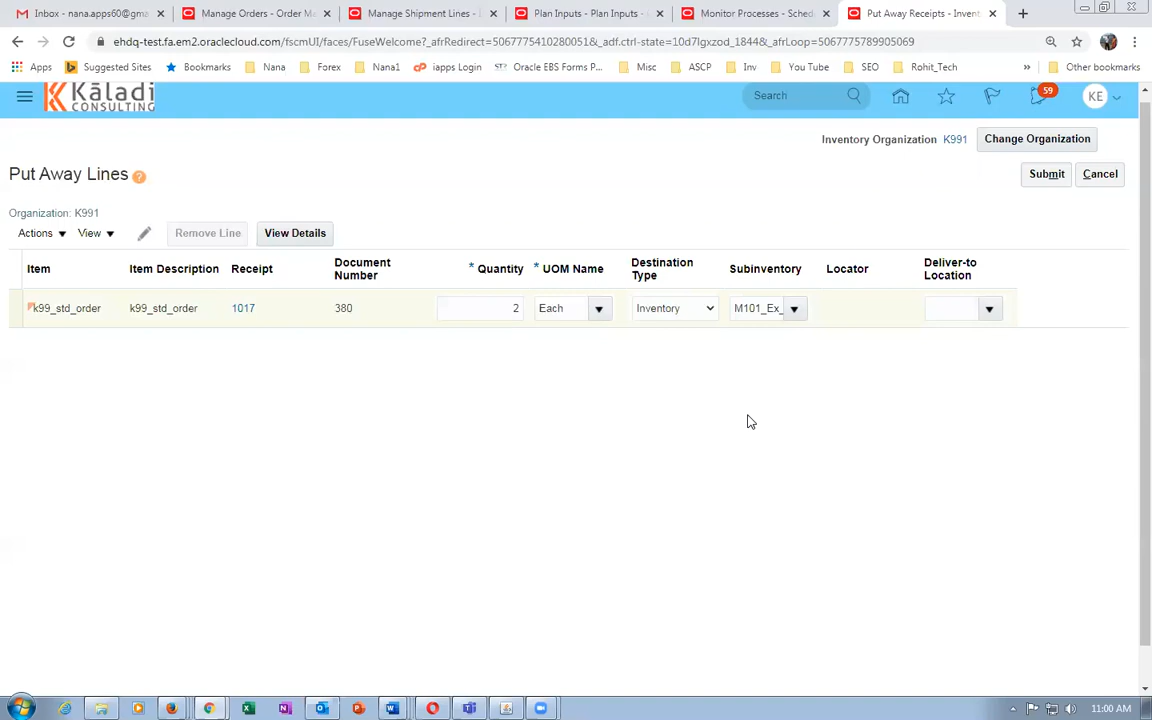 Inbox - nana.apps60@gma
Manage Orders - Order Ma
Manage Shipment Lines -
Plan Inputs - Plan Inputs -
Monitor Processes - Sched
Put Away Receipts - Invent
ehdq-test.fa.em2.oraclecloud.com/fscmUI/faces/FuseWelcome?_afrRedirect=5067775410280051&_adf.ctrl-state=10d7lgxzod_1844&_afrLoop=5067775789905069
Apps Suggested Sites Bookmarks Nana Forex Nana1 iapps Login Oracle EBS Forms P... Misc ASCP Inv You Tube SEO Rohit_Tech » Other bookmarks
Kāladi
CONSULTING
Search
59
KE
Inventory Organization K991 Change Organization
Put Away Lines ?
Submit Cancel
Organization: K991
Actions View Remove Line View Details
Item Item Description Receipt Document Number * Quantity * UOM Name Destination Type Subinventory Locator Deliver-to Location
k99_std_order k99_std_order 1017 380 2 Each Inventory M101_Ex_
11:00 AM